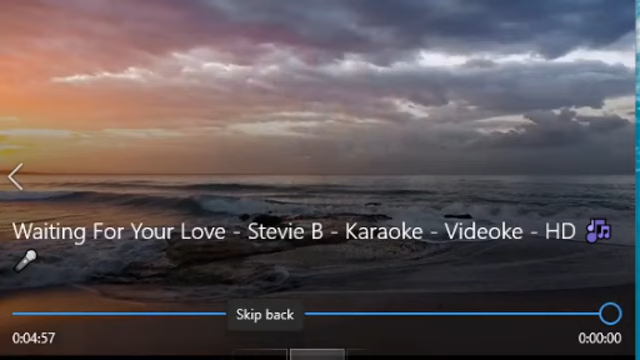 Waiting For Your Love - Stevie B - Karaoke - Videoke - HD 🎶
🎤
Skip back
0:04:57 0:00:00